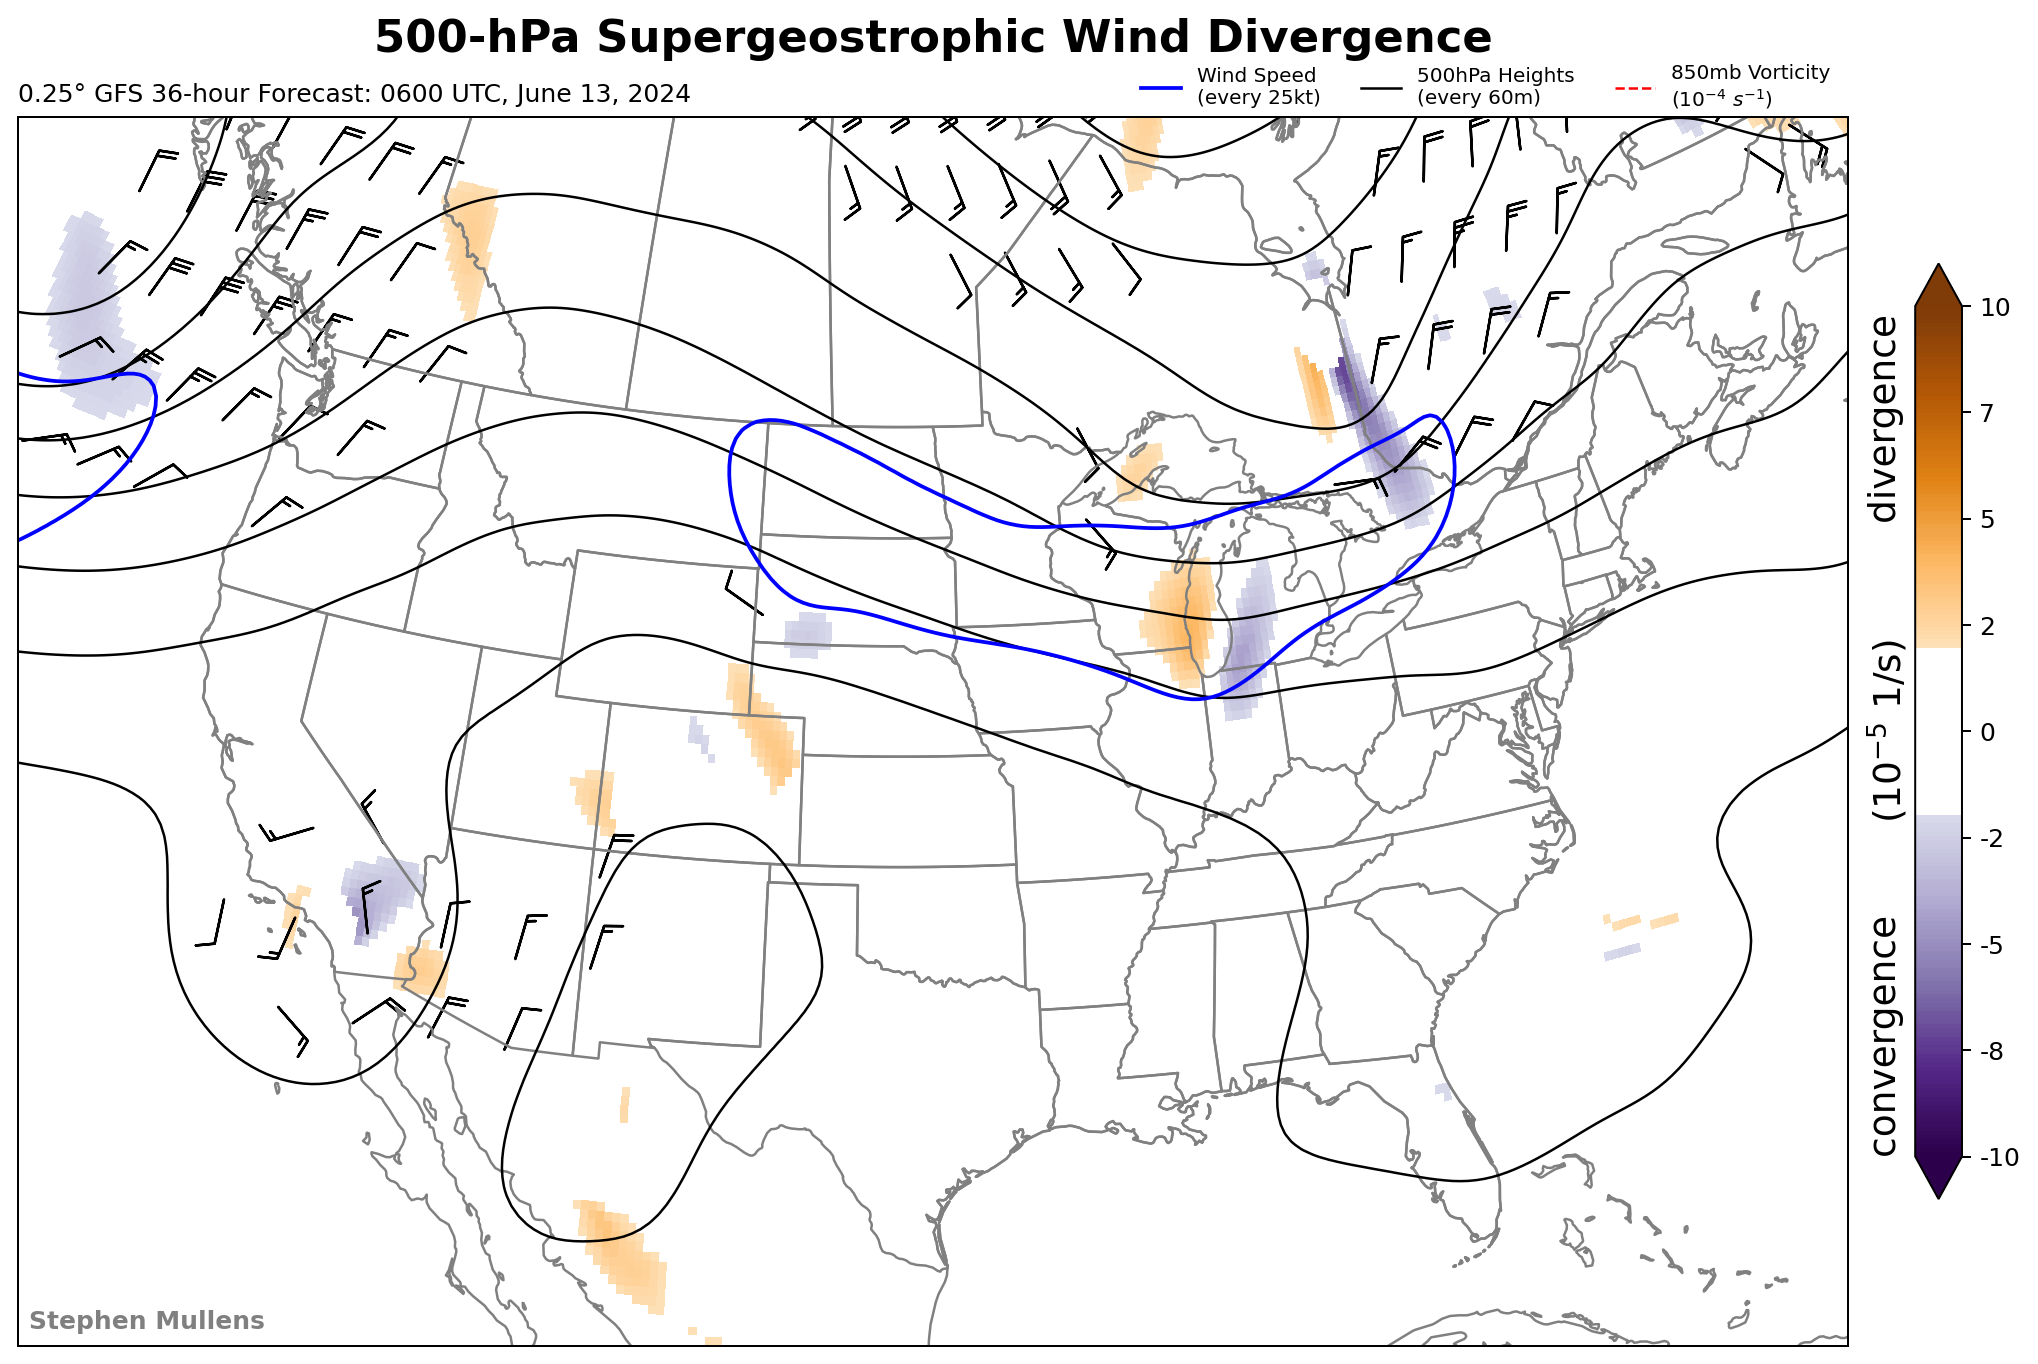 500-hPa Supergeostrophic Wind Divergence
0.25° GFS 36-hour Forecast: 0600 UTC, June 13, 2024
Wind Speed
(every 25kt)
500hPa Heights
(every 60m)
850mb Vorticity
(10⁻⁴ s⁻¹)
10
7
5
2
0
-2
-5
-8
-10
convergence (10⁻⁵ 1/s) divergence
Stephen Mullens